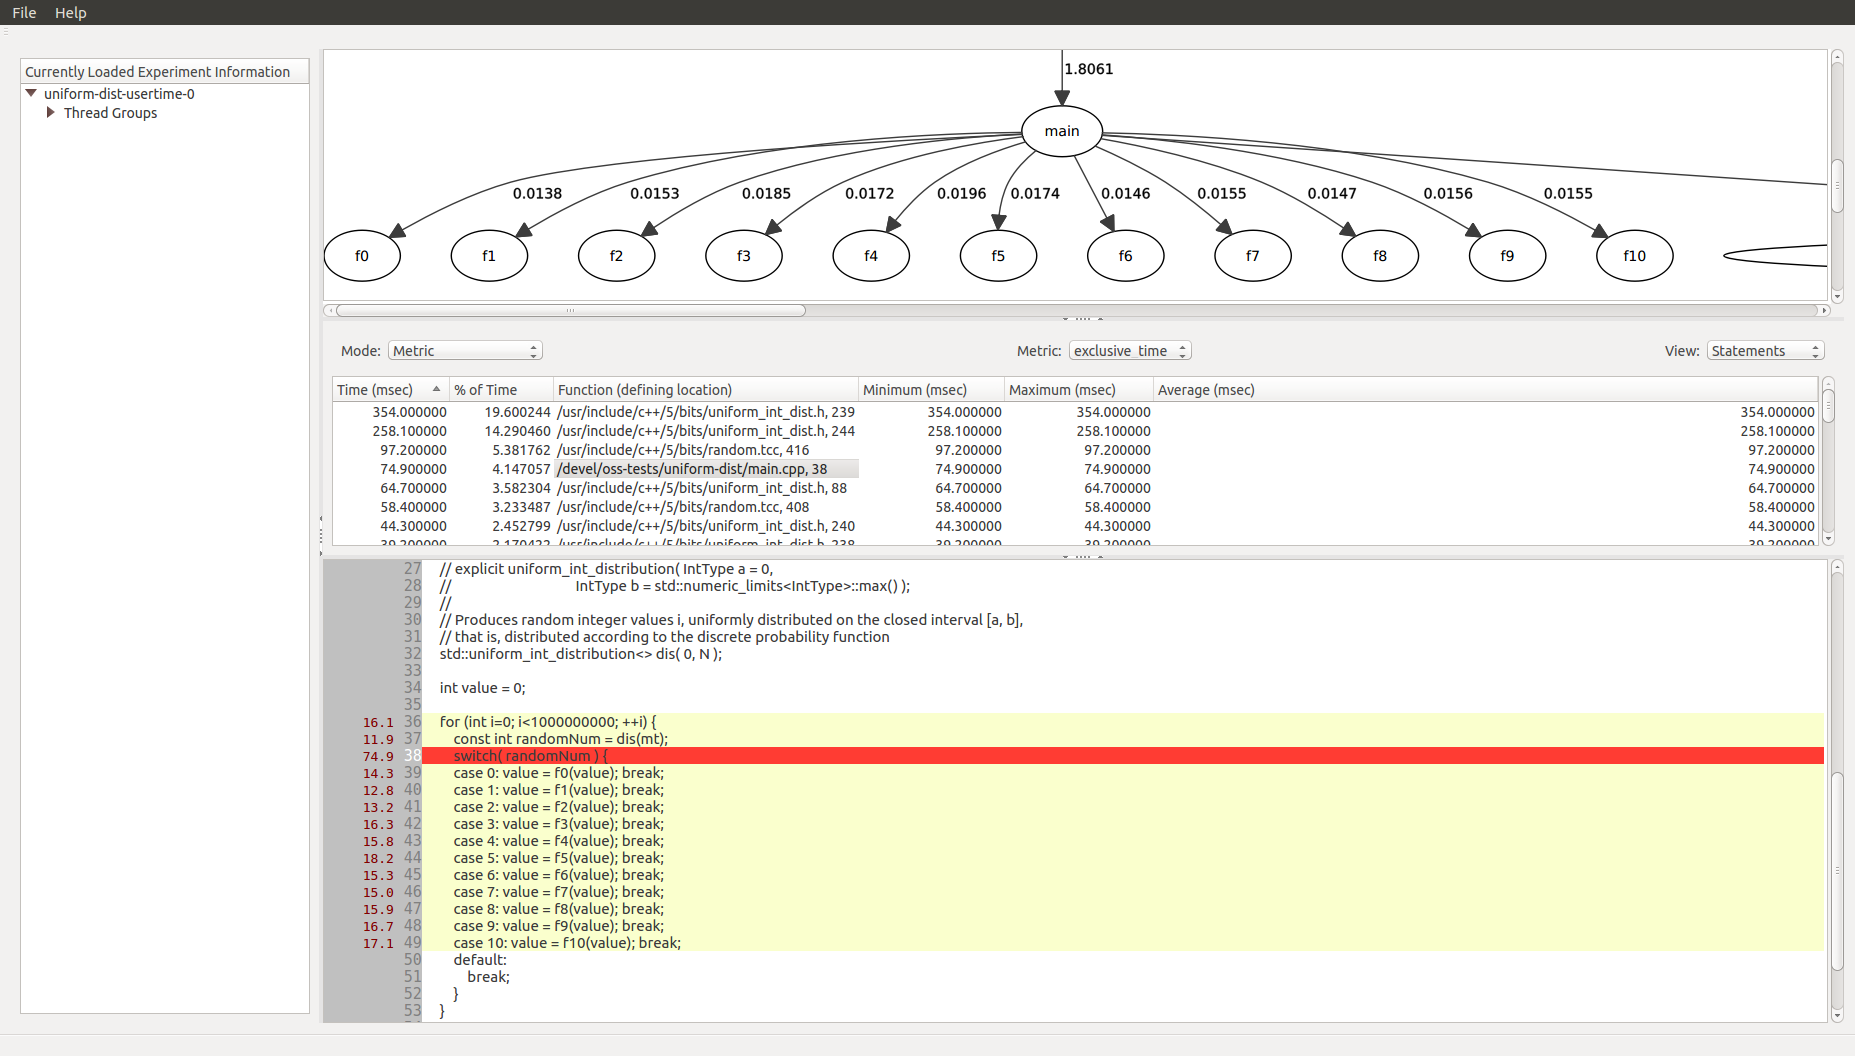 File Help
Currently Loaded Experiment Information
uniform-dist-usertime-0
Thread Groups
1.8061
main
0.0138 0.0153 0.0185 0.0172 0.0196 0.0174 0.0146 0.0155 0.0147 0.0156 0.0155
f0 f1 f2 f3 f4 f5 f6 f7 f8 f9 f10
Mode: Metric Metric: exclusive_time View: Statements
Time (msec) % of Time Function (defining location) Minimum (msec) Maximum (msec) Average (msec)
354.000000 19.600244 /usr/include/c++/5/bits/uniform_int_dist.h, 239 354.000000 354.000000 354.000000
258.100000 14.290460 /usr/include/c++/5/bits/uniform_int_dist.h, 244 258.100000 258.100000 258.100000
97.200000 5.381762 /usr/include/c++/5/bits/random.tcc, 416 97.200000 97.200000 97.200000
74.900000 4.147057 /devel/oss-tests/uniform-dist/main.cpp, 38 74.900000 74.900000 74.900000
64.700000 3.582304 /usr/include/c++/5/bits/uniform_int_dist.h, 88 64.700000 64.700000 64.700000
58.400000 3.233487 /usr/include/c++/5/bits/random.tcc, 408 58.400000 58.400000 58.400000
44.300000 2.452799 /usr/include/c++/5/bits/uniform_int_dist.h, 240 44.300000 44.300000 44.300000
39.200000 2.170422 /usr/include/c++/5/bits/uniform_int_dist.h, 238 39.200000 39.200000 39.200000
27 // explicit uniform_int_distribution( IntType a = 0,
28 // IntType b = std::numeric_limits<IntType>::max() );
29 //
30 // Produces random integer values i, uniformly distributed on the closed interval [a, b],
31 // that is, distributed according to the discrete probability function
32 std::uniform_int_distribution<> dis( 0, N );
33
34 int value = 0;
35
16.1 36 for (int i=0; i<1000000000; ++i) {
11.9 37 const int randomNum = dis(mt);
74.9 38 switch( randomNum ) {
14.3 39 case 0: value = f0(value); break;
12.8 40 case 1: value = f1(value); break;
13.2 41 case 2: value = f2(value); break;
16.3 42 case 3: value = f3(value); break;
15.8 43 case 4: value = f4(value); break;
18.2 44 case 5: value = f5(value); break;
15.3 45 case 6: value = f6(value); break;
15.0 46 case 7: value = f7(value); break;
15.9 47 case 8: value = f8(value); break;
16.7 48 case 9: value = f9(value); break;
17.1 49 case 10: value = f10(value); break;
50 default:
51 break;
52 }
53 }